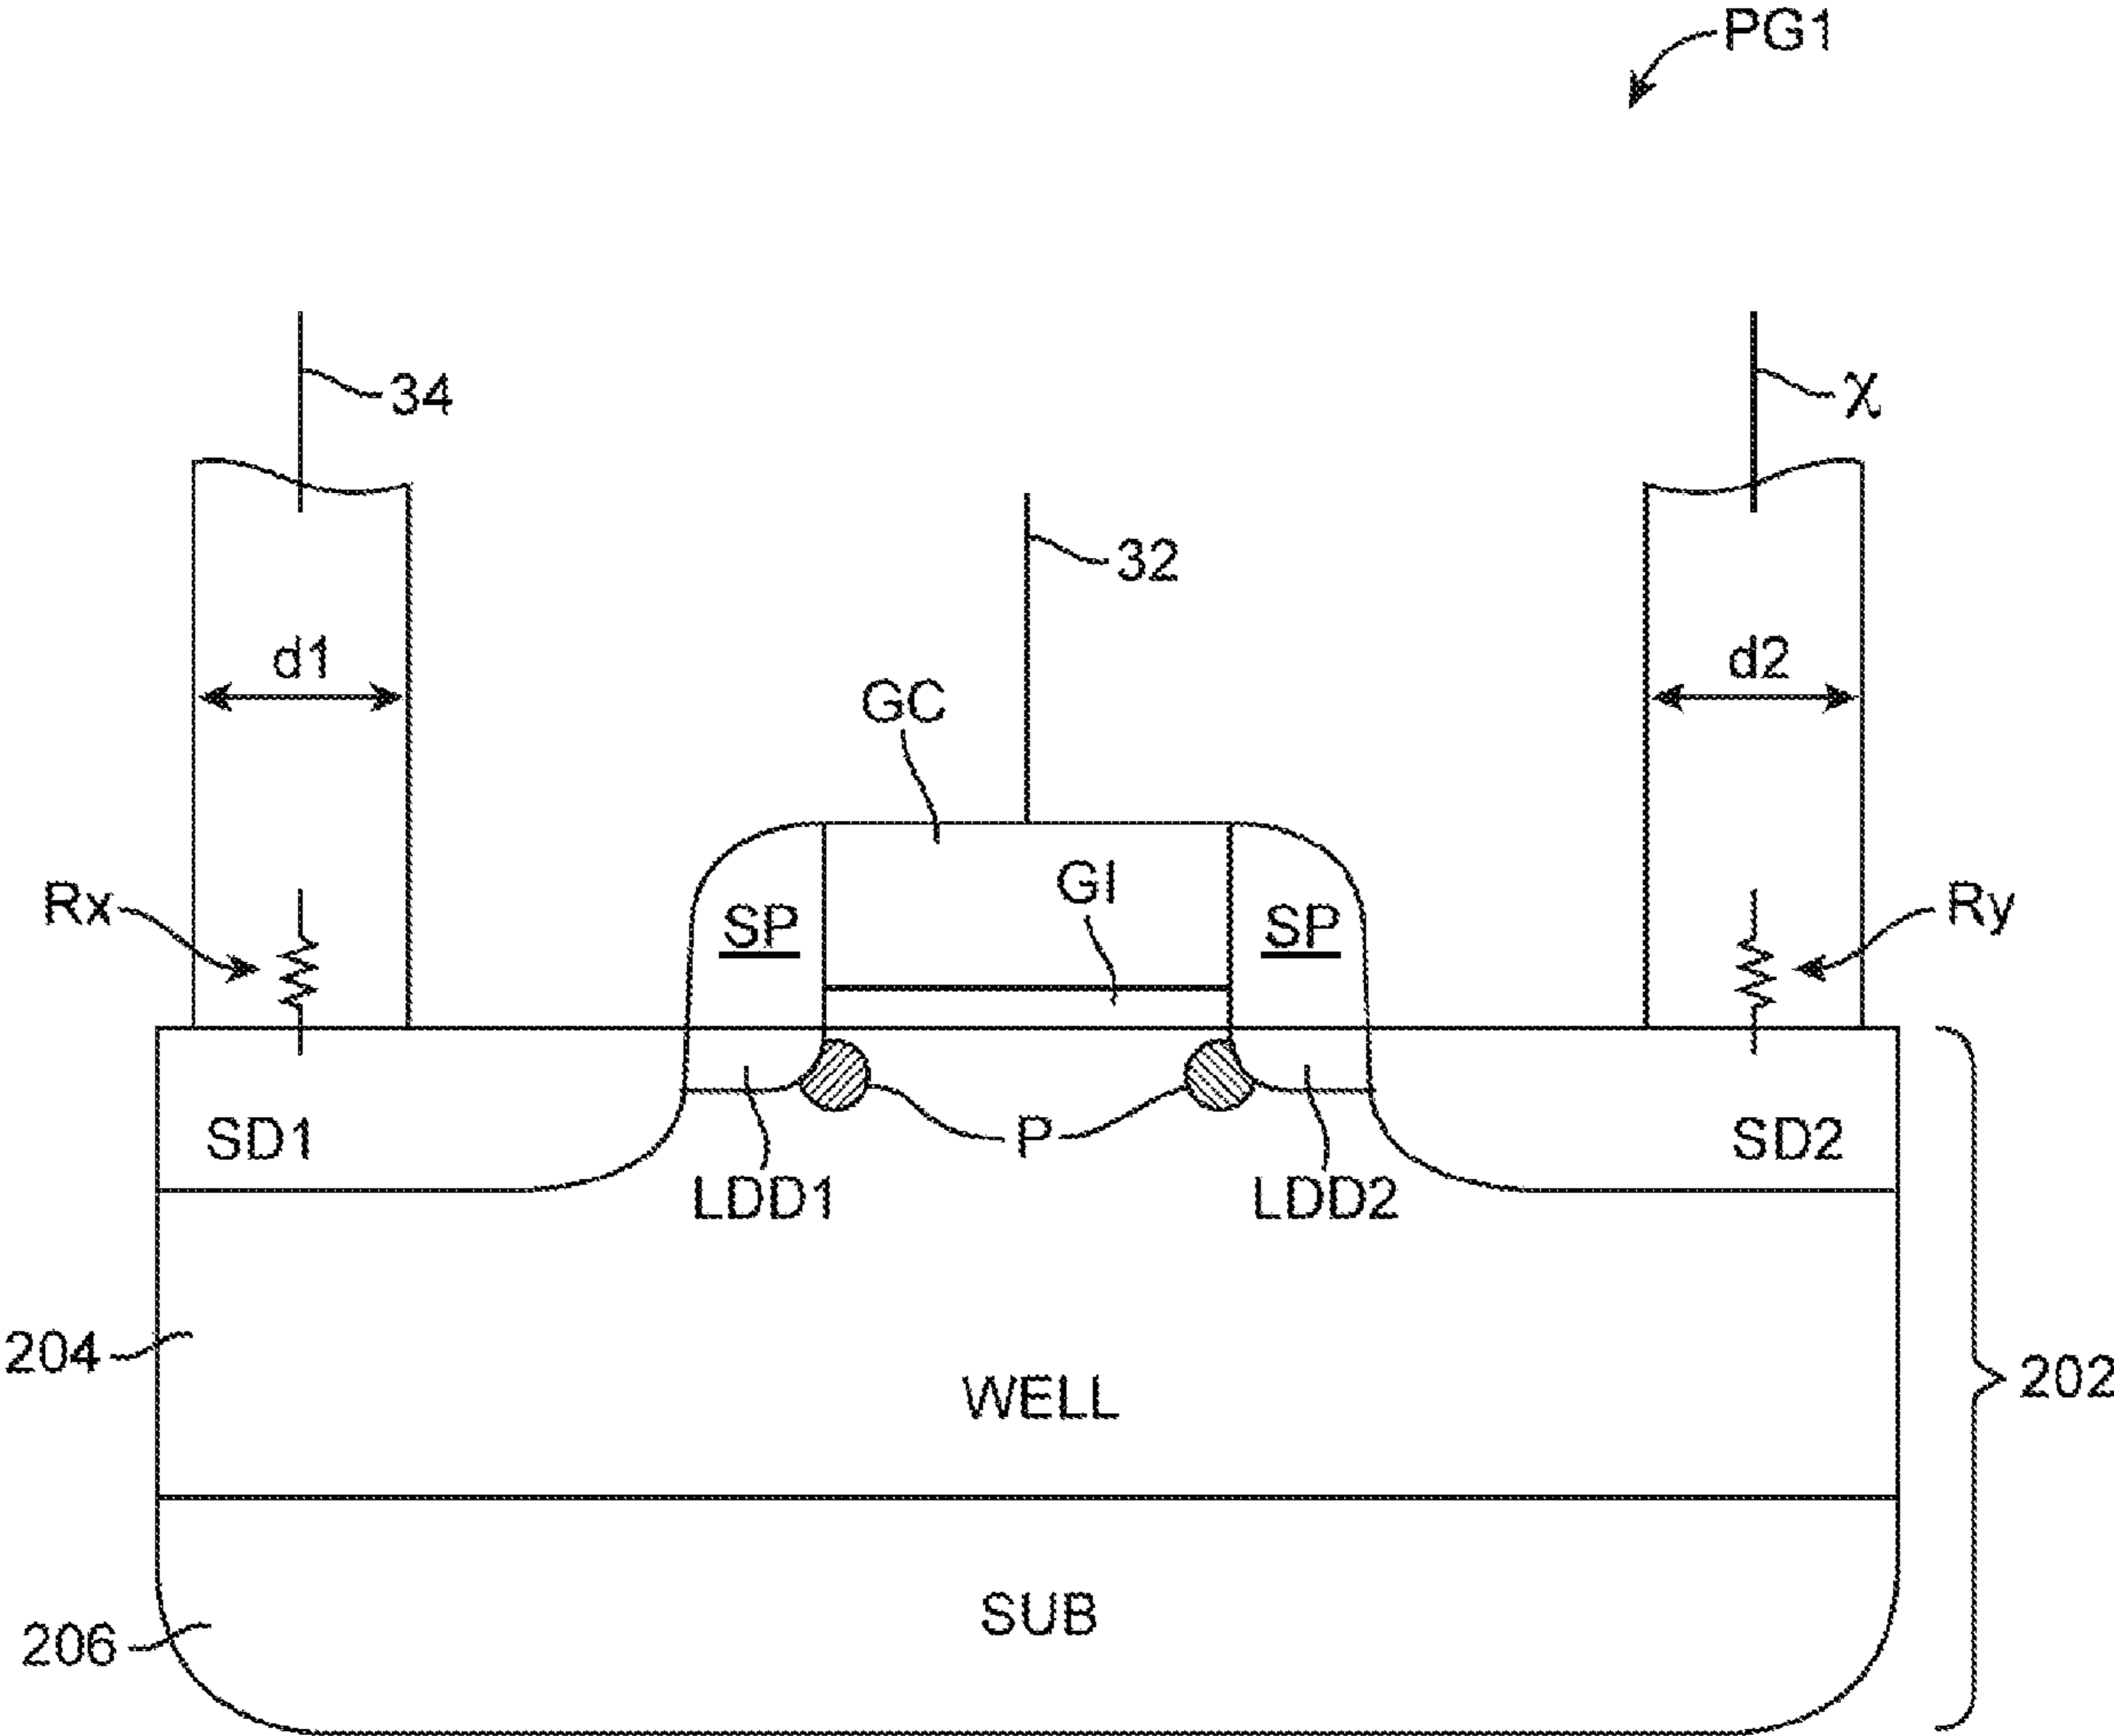 PG1
34
χ
32
d1
d2
GC
GI
Rx
SP
SP
Ry
SD1
P
SD2
LDD1
LDD2
204
WELL
202
SUB
206